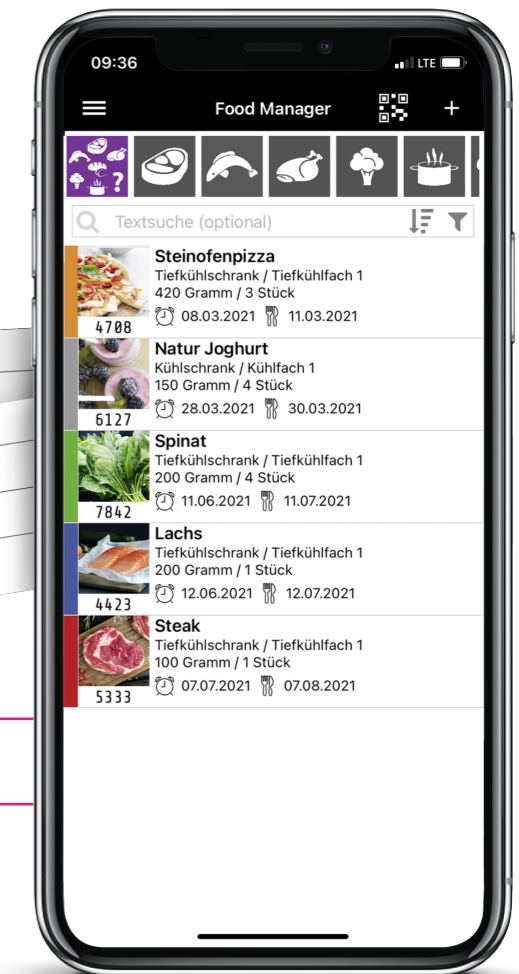 09:36
LTE
Food Manager
Textsuche (optional)
Steinofenpizza
Tiefkühlschrank / Tiefkühlfach 1
420 Gramm / 3 Stück
08.03.2021 11.03.2021
4708
Natur Joghurt
Kühlschrank / Kühlfach 1
150 Gramm / 4 Stück
28.03.2021 30.03.2021
6127
Spinat
Tiefkühlschrank / Tiefkühlfach 1
200 Gramm / 4 Stück
11.06.2021 11.07.2021
7842
Lachs
Tiefkühlschrank / Tiefkühlfach 1
200 Gramm / 1 Stück
12.06.2021 12.07.2021
4423
Steak
Tiefkühlschrank / Tiefkühlfach 1
100 Gramm / 1 Stück
07.07.2021 07.08.2021
5333